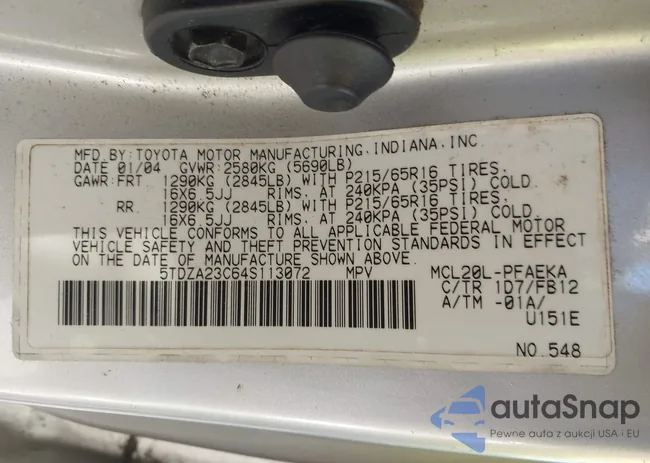 MFD.BY:TOYOTA MOTOR MANUFACTURING,INDIANA,INC.
DATE 01/04 GVWR:2580KG (5690LB)
GAWR:FRT 1290KG (2845LB) WITH P215/65R16 TIRES,
16X6 5JJ RIMS, AT 240KPA (35PSI) COLD
RR 1290KG (2845LB) WITH P215/65R16 TIRES,
16X6 5JJ RIMS, AT 240KPA (35PSI) COLD
THIS VEHICLE CONFORMS TO ALL APPLICABLE FEDERAL MOTOR
VEHICLE SAFETY AND THEFT PREVENTION STANDARDS IN EFFECT
ON THE DATE OF MANUFACTURE SHOWN ABOVE.
5TDZA23C64S113072 MPV MCL20L-PFAEKA
C/TR 1D7/FB12
A/TM -01A/
U151E
NO.548
autaSnap
Pewne auta z aukcji USA i EU